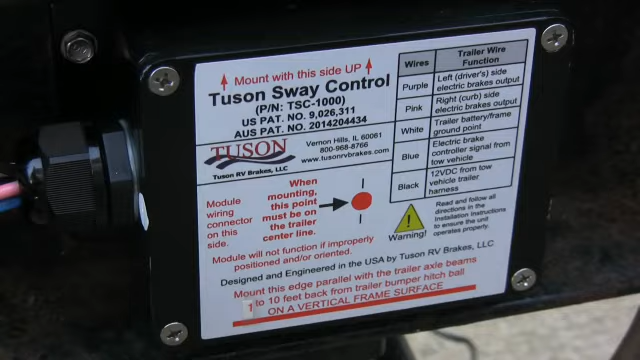 Mount with this side UP
Tuson Sway Control
(P/N: TSC-1000)
US PAT. NO. 9,026,311
AUS PAT. NO. 2014204434
TUSON
Tuson RV Brakes, LLC
Vernon Hills, IL 60061
800-968-8766
www.tusonrvbrakes.com
Wires Trailer Wire Function
Purple Left (driver's) side electric brakes output
Pink Right (curb) side electric brakes output
White Trailer battery/frame ground point
Blue Electric brake controller signal from tow vehicle
Black 12VDC from tow vehicle trailer harness
Module
wiring
connector
on this
side.
When
mounting,
this point
must be on
the trailer
center line.
Warning!
Read and follow all
directions in the
Installation Instructions
to ensure the unit
operates properly.
Module will not function if improperly
positioned and/or oriented.
Designed and Engineered in the USA by Tuson RV Brakes, LLC
Mount this edge parallel with the trailer axle beams
1 to 10 feet back from trailer bumper hitch ball
ON A VERTICAL FRAME SURFACE